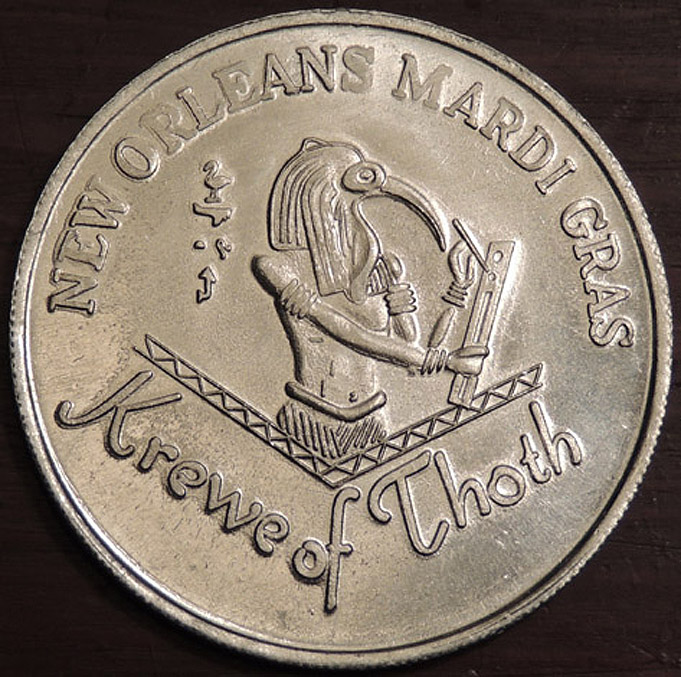 NEW ORLEANS MARDI GRAS
Krewe of Thoth